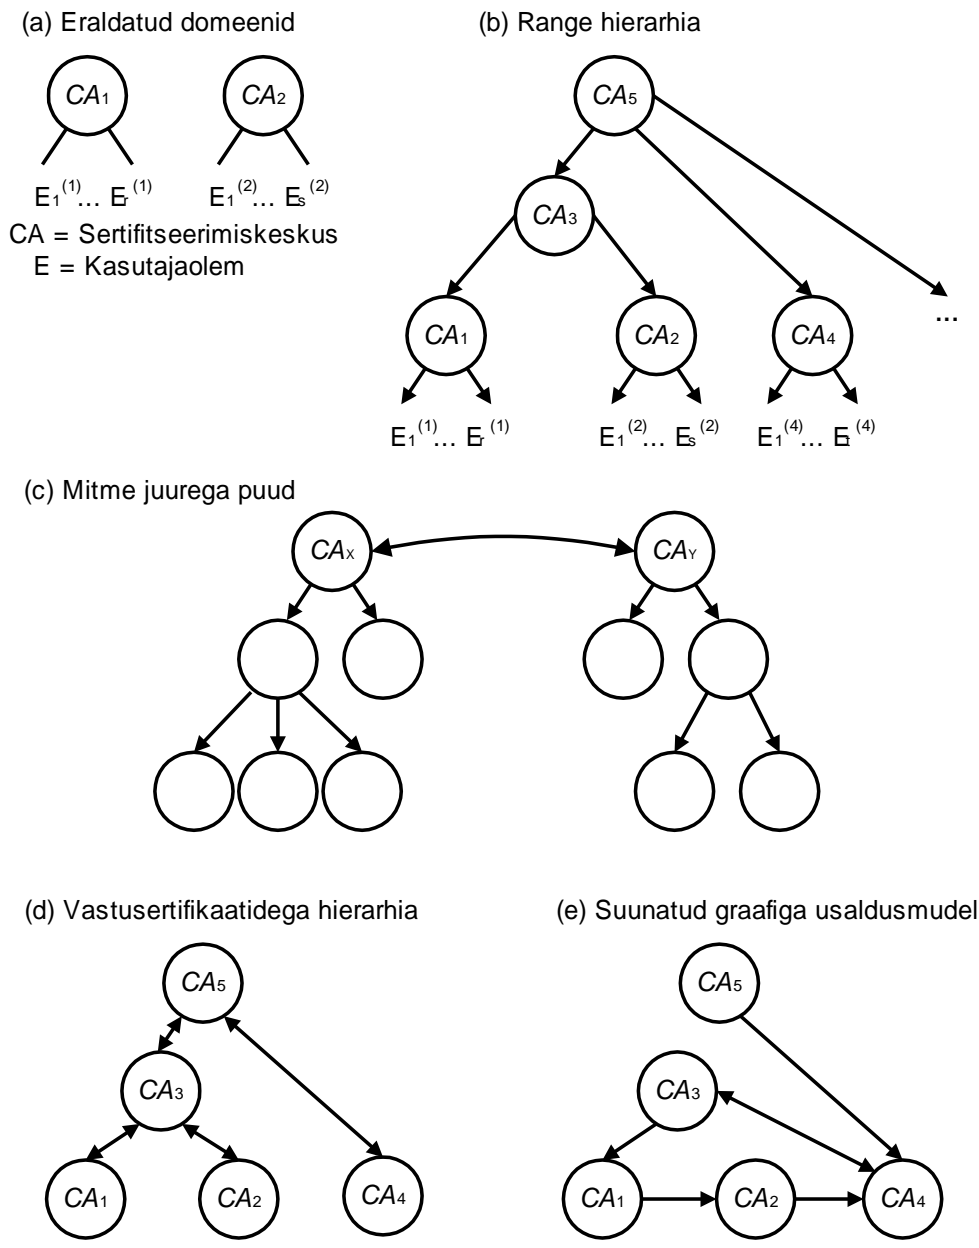 (a) Eraldatud domeenid
CA1 CA2
E1(1)... Er(1) E1(2)... Es(2)
CA = Sertifitseerimiskeskus
E = Kasutajaolem
(b) Range hierarhia
CA5
CA3
CA1 CA2 CA4 ...
E1(1)... Er(1) E1(2)... Es(2) E1(4)... Et(4)
(c) Mitme juurega puud
CAX CAY
(d) Vastusertifikaatidega hierarhia
CA5
CA3
CA1 CA2 CA4
(e) Suunatud graafiga usaldusmudel
CA5
CA3
CA1 CA2 CA4